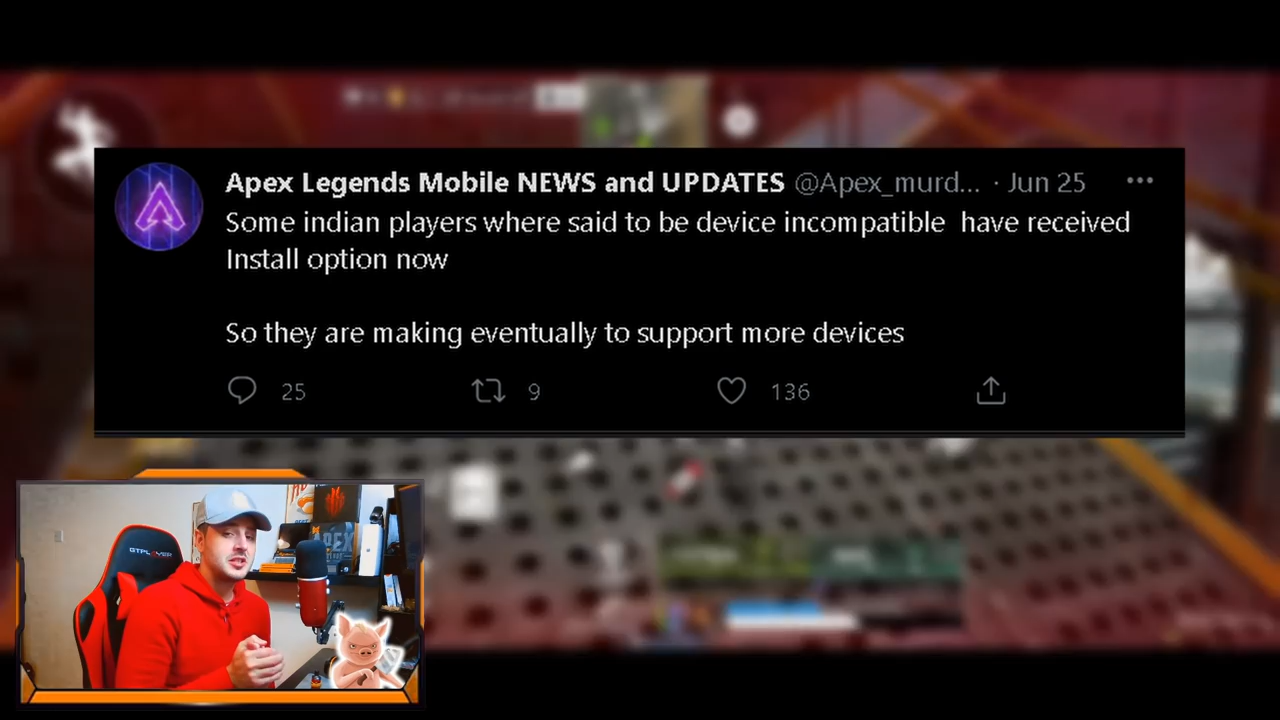 Apex Legends Mobile NEWS and UPDATES @Apex_murd... · Jun 25 ...
Some indian players where said to be device incompatible  have received
Install option now
So they are making eventually to support more devices
25 9 136
GTPLAYER
APEX